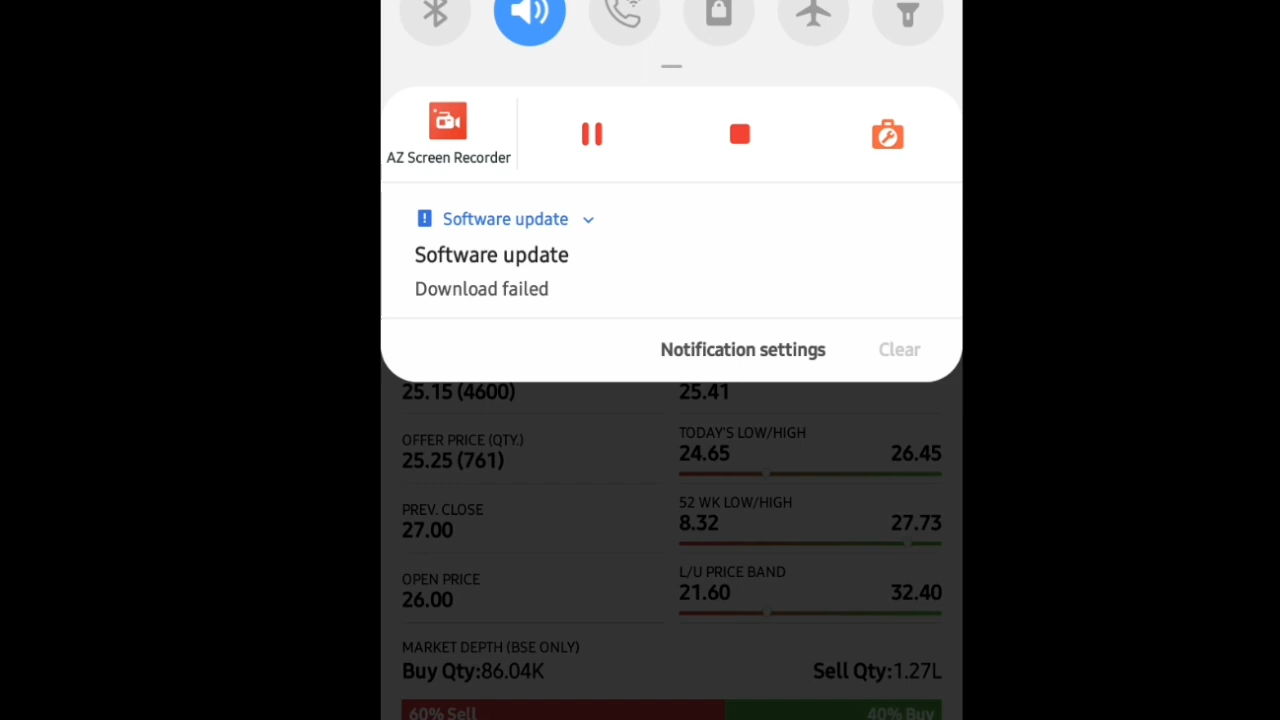 AZ Screen Recorder
Software update
Software update
Download failed
Notification settings Clear
25.15 (4600) 25.41
OFFER PRICE (QTY.)
25.25 (761)
TODAY'S LOW/HIGH
24.65 26.45
PREV. CLOSE
27.00
52 WK LOW/HIGH
8.32 27.73
OPEN PRICE
26.00
L/U PRICE BAND
21.60 32.40
MARKET DEPTH (BSE ONLY)
Buy Qty:86.04K Sell Qty:1.27L
60% Sell 40% Buy